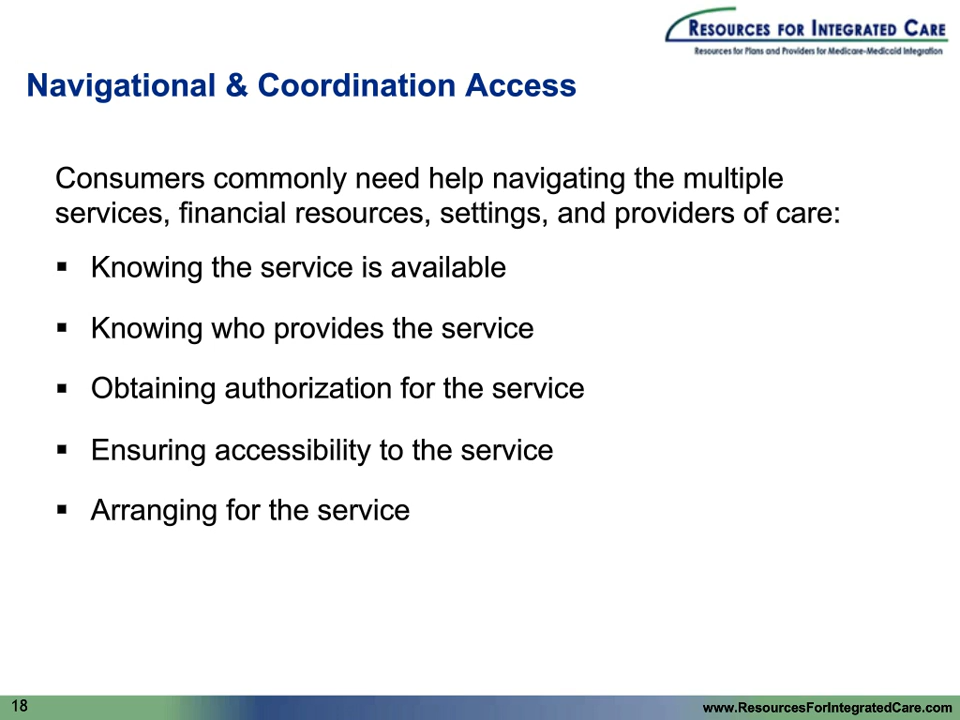 RESOURCES FOR INTEGRATED CARE
Resources for Plans and Providers for Medicare-Medicaid Integration
Navigational & Coordination Access
Consumers commonly need help navigating the multiple
services, financial resources, settings, and providers of care:
▪ Knowing the service is available
▪ Knowing who provides the service
▪ Obtaining authorization for the service
▪ Ensuring accessibility to the service
▪ Arranging for the service
18
www.ResourcesForIntegratedCare.com